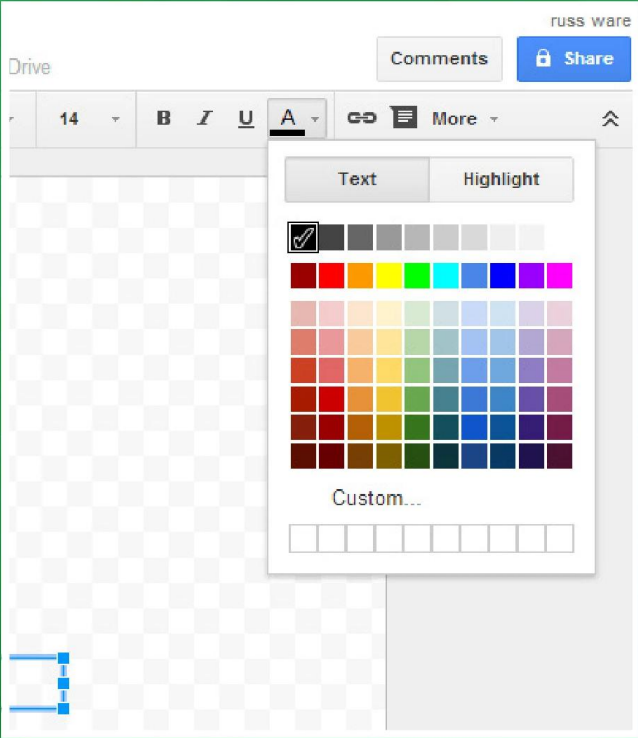 russ ware
Drive
Comments
Share
14 B I U A More
Text
Highlight
Custom...